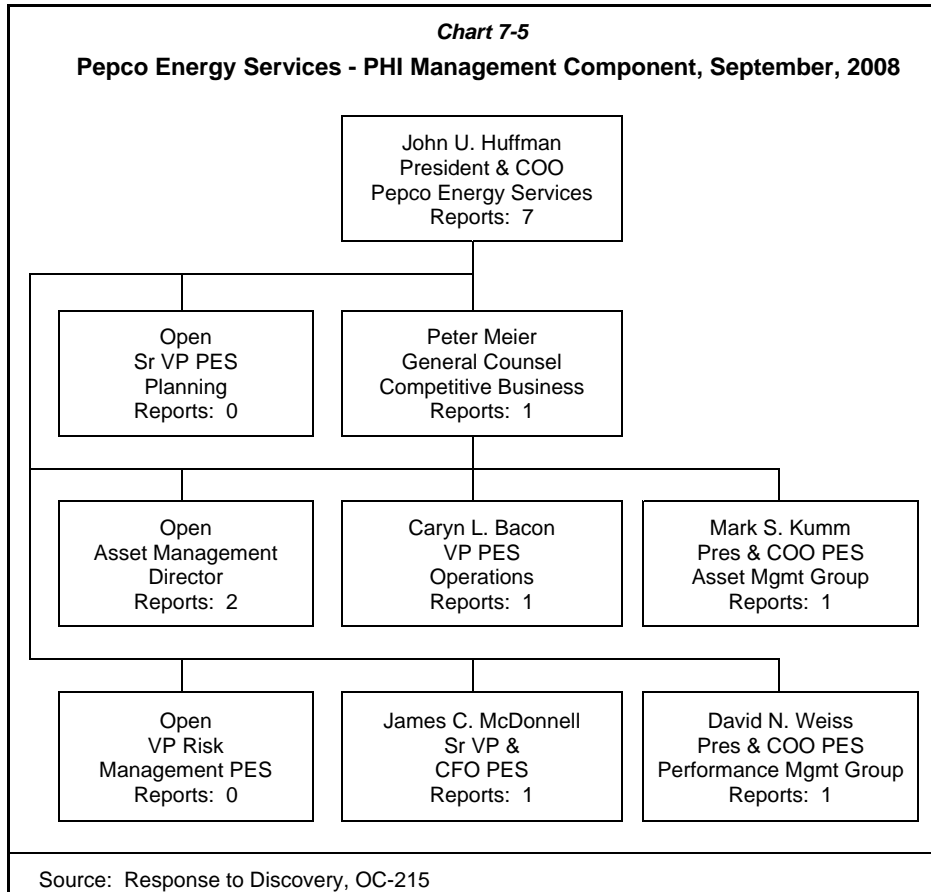 Chart 7-5
Pepco Energy Services - PHI Management Component, September, 2008
John U. Huffman
President & COO
Pepco Energy Services
Reports: 7
Open
Sr VP PES
Planning
Reports: 0
Peter Meier
General Counsel
Competitive Business
Reports: 1
Open
Asset Management
Director
Reports: 2
Caryn L. Bacon
VP PES
Operations
Reports: 1
Mark S. Kumm
Pres & COO PES
Asset Mgmt Group
Reports: 1
Open
VP Risk
Management PES
Reports: 0
James C. McDonnell
Sr VP &
CFO PES
Reports: 1
David N. Weiss
Pres & COO PES
Performance Mgmt Group
Reports: 1
Source: Response to Discovery, OC-215